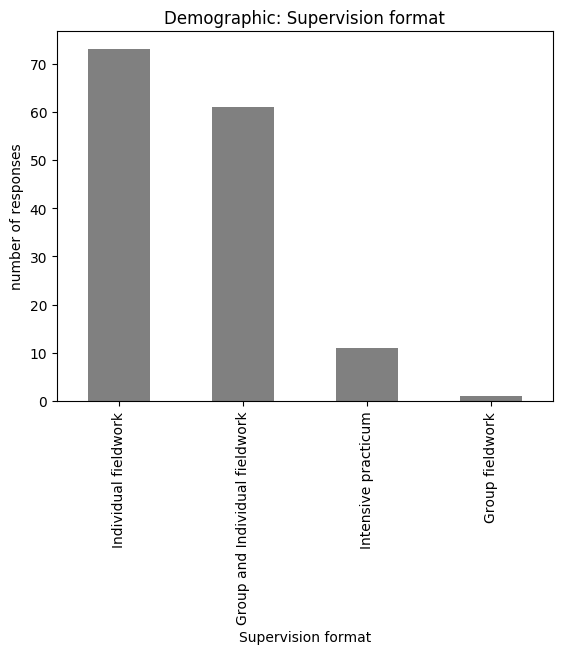 Demographic: Supervision format
number of responses
70
60
50
40
30
20
10
0
Individual fieldwork
Group and Individual fieldwork
Intensive practicum
Group fieldwork
Supervision format